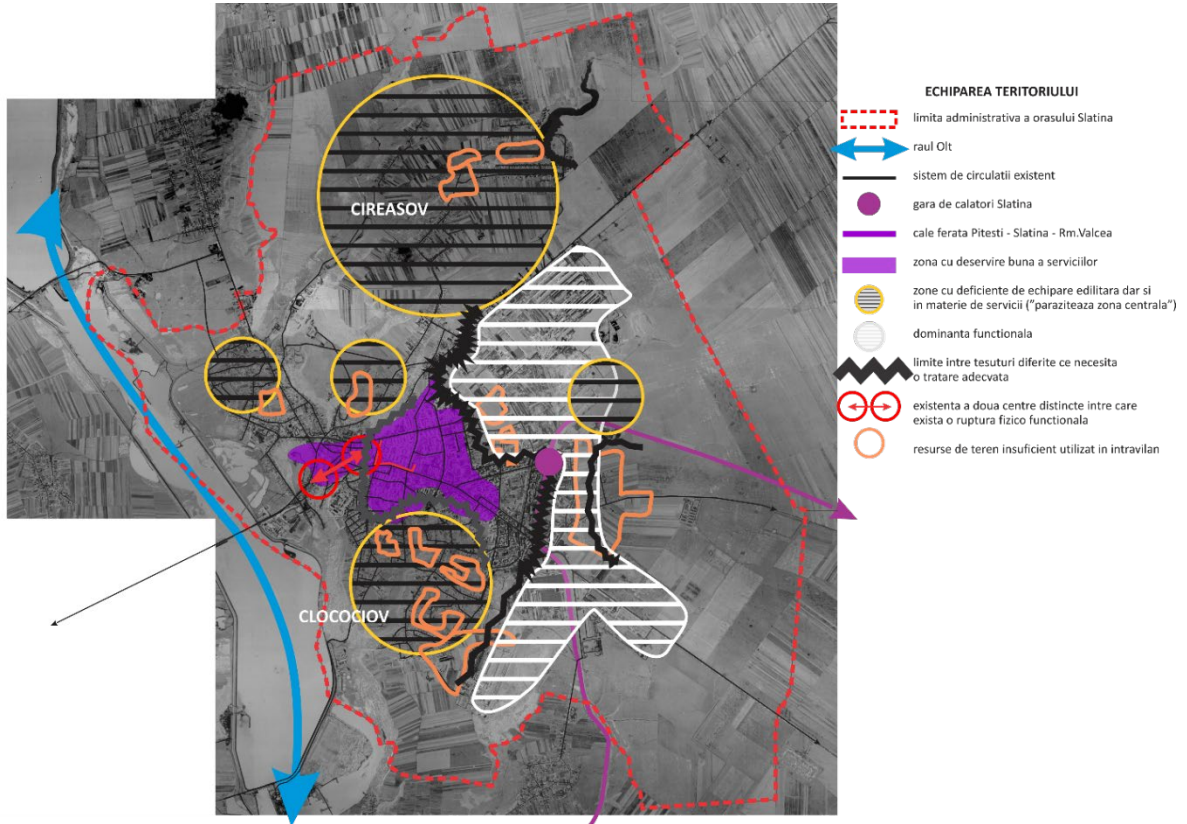 ECHIPAREA TERITORIULUI
limita administrativa a orasului Slatina
raul Olt
sistem de circulatii existent
gara de calatori Slatina
cale ferata Pitesti - Slatina - Rm.Valcea
zona cu deservire buna a serviciilor
zone cu deficiente de echipare edilitara dar si
in materie de servicii ("paraziteaza zona centrala")
dominanta functionala
limite intre tesuturi diferite ce necesita
o tratare adecvata
existenta a doua centre distincte intre care
exista o ruptura fizico functionala
resurse de teren insuficient utilizat in intravilan
CIREASOV
CLOCOCIOV